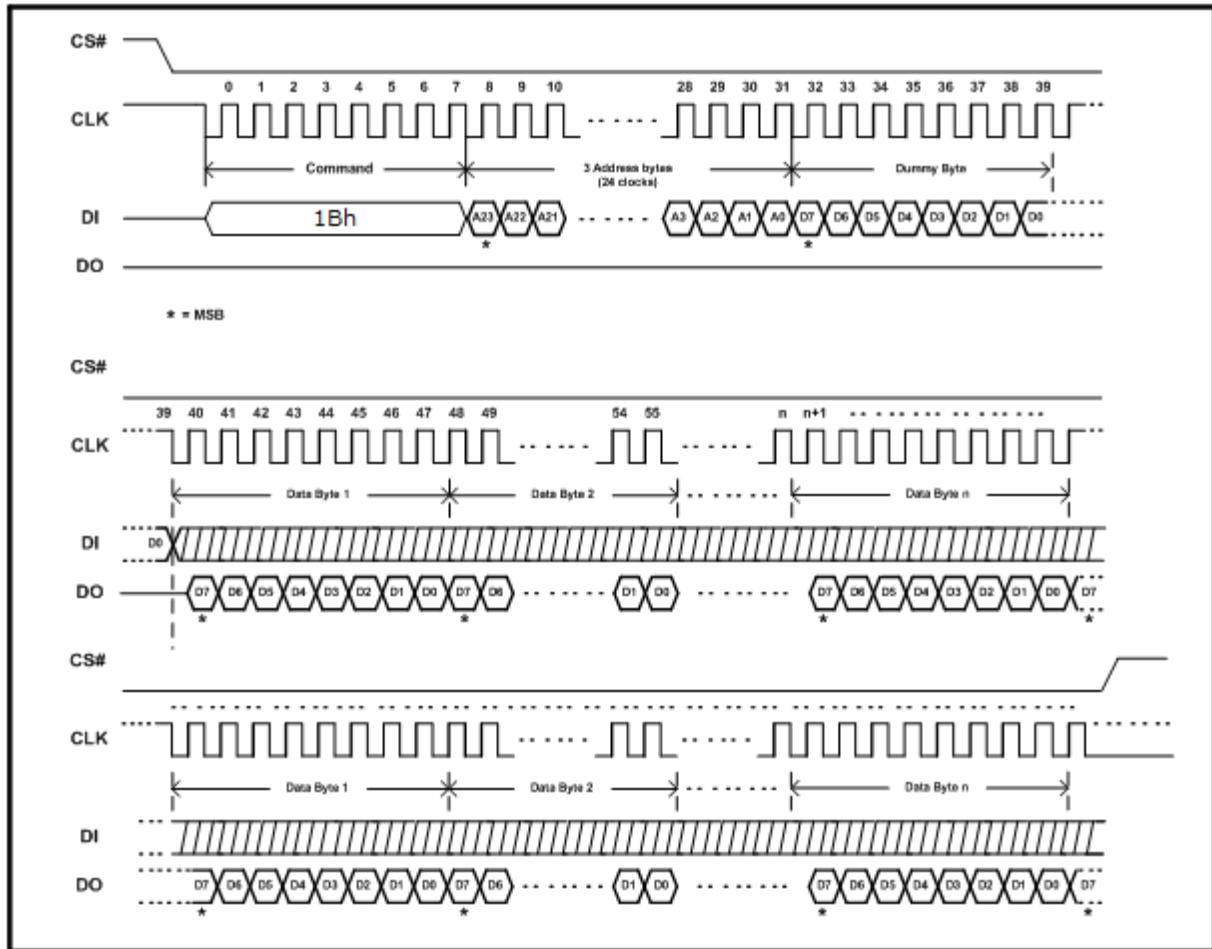 CS#
0 1 2 3 4 5 6 7 8 9 10 28 29 30 31 32 33 34 35 36 37 38 39
CLK
Command 3 Address bytes Dummy Byte
(24 clocks)
DI 1Bh A23 A22 A21 A3 A2 A1 A0 D7 D6 D5 D4 D3 D2 D1 D0
* *
DO
* = MSB
CS#
39 40 41 42 43 44 45 46 47 48 49 54 55 n n+1
CLK
Data Byte 1 Data Byte 2 Data Byte n
DI D0
DO D7 D6 D5 D4 D3 D2 D1 D0 D7 D6 D1 D0 D7 D6 D5 D4 D3 D2 D1 D0 D7
* * * *
CS#
CLK
Data Byte 1 Data Byte 2 Data Byte n
DI
DO D7 D6 D5 D4 D3 D2 D1 D0 D7 D6 D1 D0 D7 D6 D5 D4 D3 D2 D1 D0 D7
* * * *